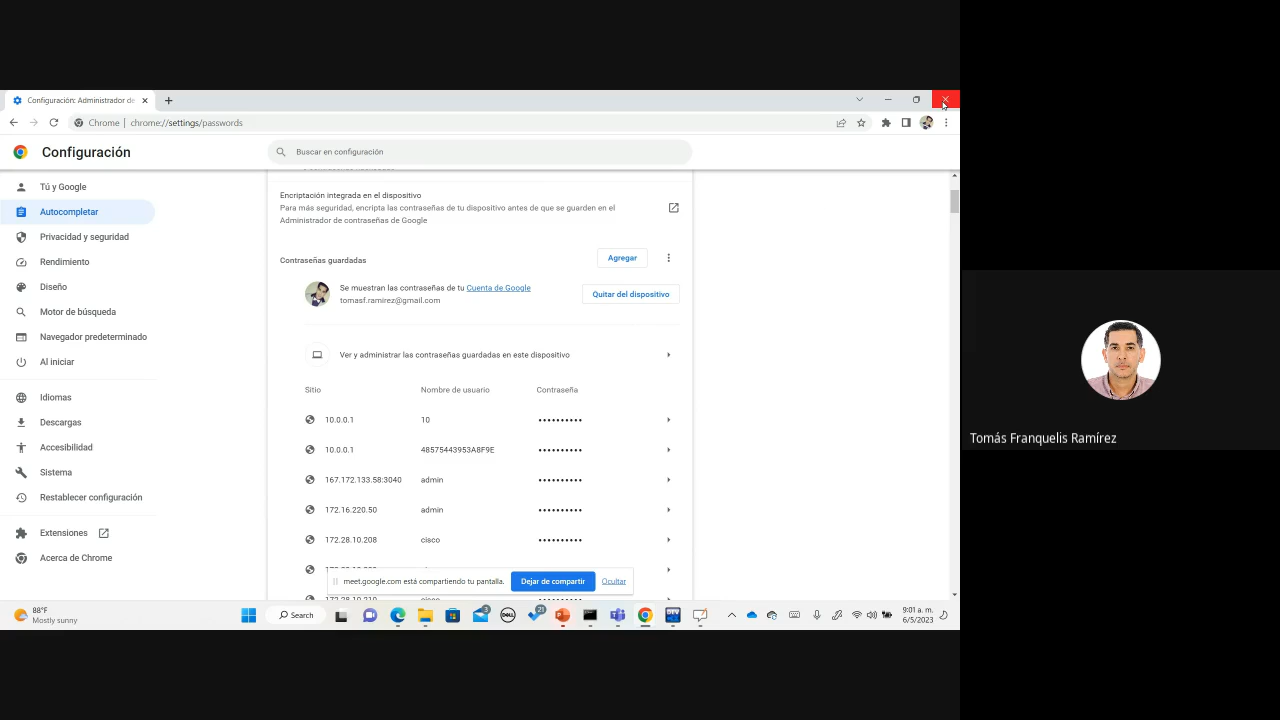 Configuración: Administrador de
Chrome | chrome://settings/passwords
Configuración
Buscar en configuración
Tú y Google
Autocompletar
Privacidad y seguridad
Rendimiento
Diseño
Motor de búsqueda
Navegador predeterminado
Al iniciar
Idiomas
Descargas
Accesibilidad
Sistema
Restablecer configuración
Extensiones
Acerca de Chrome
Encriptación integrada en el dispositivo
Para más seguridad, encripta las contraseñas de tu dispositivo antes de que se guarden en el
Administrador de contraseñas de Google
Contraseñas guardadas
Agregar
Se muestran las contraseñas de tu Cuenta de Google
tomasf.ramirez@gmail.com
Quitar del dispositivo
Ver y administrar las contraseñas guardadas en este dispositivo
Sitio Nombre de usuario Contraseña
10.0.0.1 10 ••••••••••
10.0.0.1 48575443953A8F9E ••••••••••
167.172.133.58:3040 admin ••••••••••
172.16.220.50 admin ••••••••••
172.28.10.208 cisco ••••••••••
meet.google.com está compartiendo tu pantalla. Dejar de compartir Ocultar
88°F
Mostly sunny
Search
3
DELL
21
9:01 a. m.
6/5/2023
Tomás Franquelis Ramírez